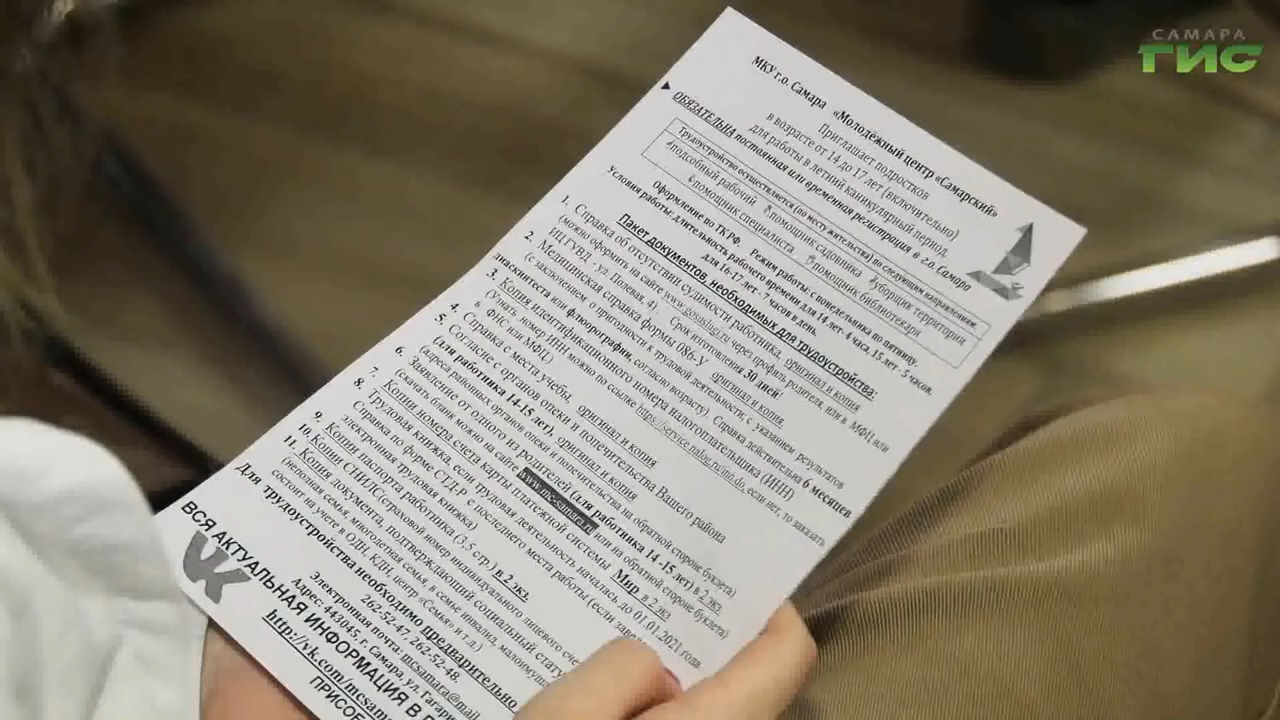 САМАРА
ГИС
МКУ г.о. Самара «Молодёжный центр «Самарский»
Приглашает подростков
в возрасте от 14 до 17 лет (включительно)
для работы в летний каникулярный период.
ОБЯЗАТЕЛЬНА постоянная или временная регистрация в г.о. Самара
Трудоустройство осуществляется (по месту жительства) по следующим направлениям:
подсобный рабочий помощник садовника уборщик территории
помощник специалиста помощник библиотекаря
Оформление по ТК РФ. Режим работы: с понедельника по пятницу.
Условия работы: длительность рабочего времени для 14 лет- 4 часа, 15 лет - 5 часов,
для 16-17 лет - 7 часов в день.
Пакет документов, необходимых для трудоустройства:
1. Справка об отсутствии судимости работника, оригинал и копия
(можно оформить на сайте www.gosuslugi.ru через профиль родителя, или в МФЦ или
ИЦ ГУВД - ул. Полевая, 4). Срок изготовления 30 дней!
2. Медицинская справка формы 086-У оригинал и копия
(с заключением о пригодности к трудовой деятельности, с указанием результатов
диаскинтеста или флюорографии, согласно возрасту). Справка действительна 6 месяцев
3. Копия идентификационного номера налогоплательщика (ИНН)
(Узнать номер ИНН можно по ссылке https://service.nalog.ru/inn.do, если нет, то заказать в
ФНС или МФЦ)
4. Справка с места учебы, оригинал и копия
5. Согласие с органов опеки и попечительства Вашего района
(для работника 14-15 лет), оригинал и копия
(адреса районных органов опеки и попечительства на обратной стороне буклета)
6. Заявление от одного из родителей (для работника 14 -15 лет) в 2 экз.
(скачать бланк можно на сайте www.mc-samara.ru или на обратной стороне буклета)
7. Копия номера счета карты платежной системы Мир в 2 экз.
8. Трудовая книжка, если трудовая деятельность началась до 01.01.2021 года
Справка по форме СТД-Р с последнего места работы (если
электронная трудовая книжка)
9. Копия паспорта работника (3,5 стр.) в 2 экз.
10. Копия СНИЛС (страховой номер индивидуального лицевого
11. Копия документа, подтверждающий социальный
(неполная семья, многодетная семья, в семье инвалид,
состоит на учете в ОДН, КДН, центр «Семья» и т.п.)
Для трудоустройства необходимо предварительно
262-52-47, 262-52-48.
Электронная почта: mcsamara@mail
Адрес: 443045, г. Самара, ул.
ВСЯ АКТУАЛЬНАЯ ИНФОРМАЦИЯ В
http://vk.com/mcsam